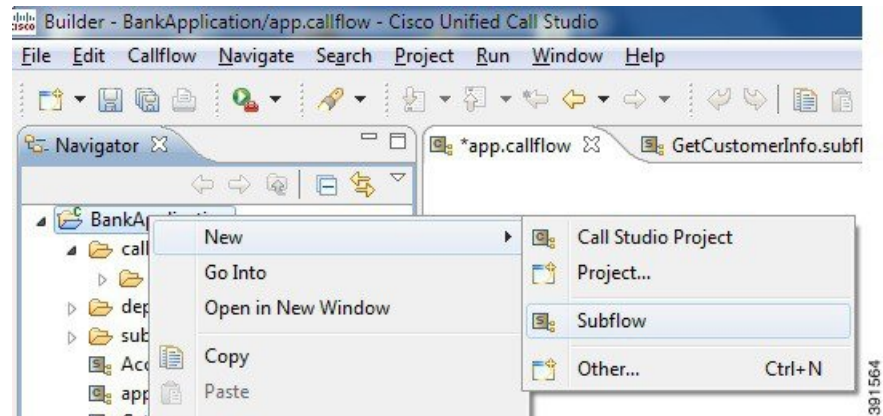 Builder - BankApplication/app.callflow - Cisco Unified Call Studio
File Edit Callflow Navigate Search Project Run Window Help
Navigator
*app.callflow
GetCustomerInfo.subfl
BankA
call
dep
sub
Acc
app
New
Go Into
Open in New Window
Copy
Paste
Call Studio Project
Project...
Subflow
Other... Ctrl+N
391564